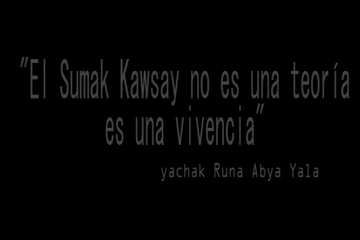 "El Sumak Kawsay no es una teoría
es una vivencia"
yachak Runa Abya Yala